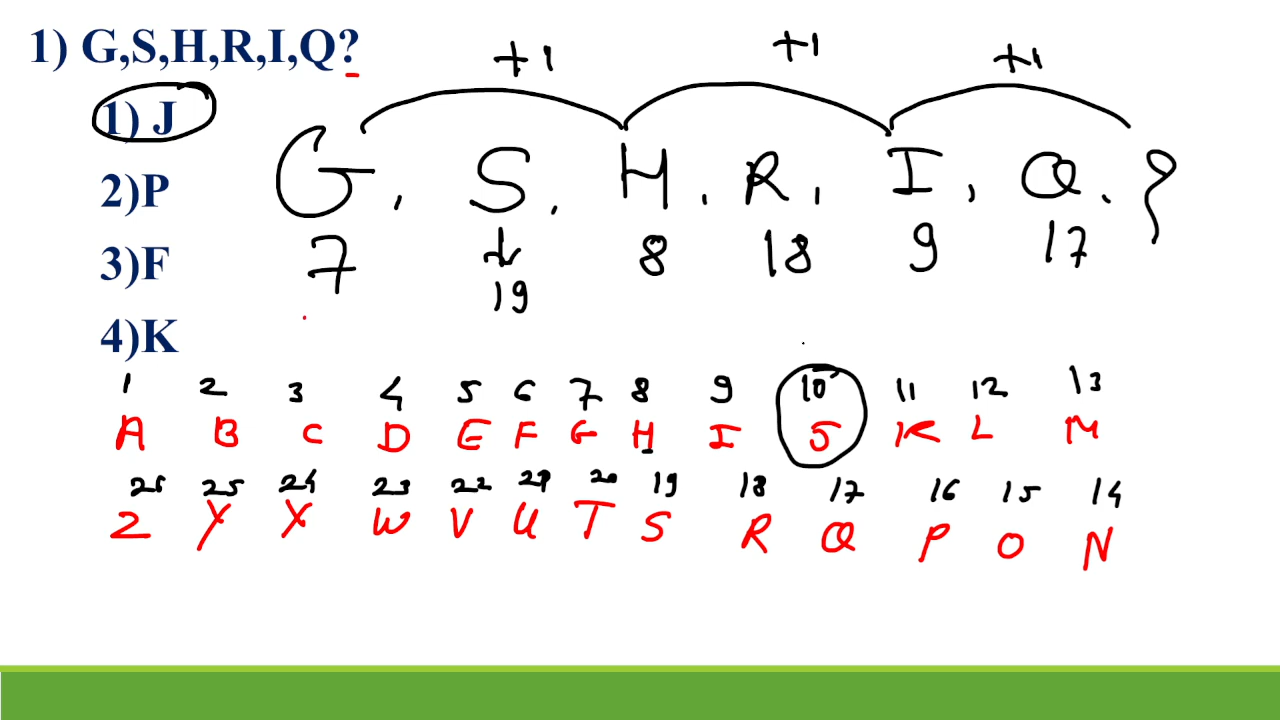 1) G,S,H,R,I,Q?
1) J
2)P
3)F
4)K
+1 +1 +1
G, S, H, R, I, Q, ?
7 19 8 18 9 17
1 2 3 4 5 6 7 8 9 10 11 12 13
A B C D E F G H I J K L M
26 25 24 23 22 21 20 19 18 17 16 15 14
Z Y X W V U T S R Q P O N